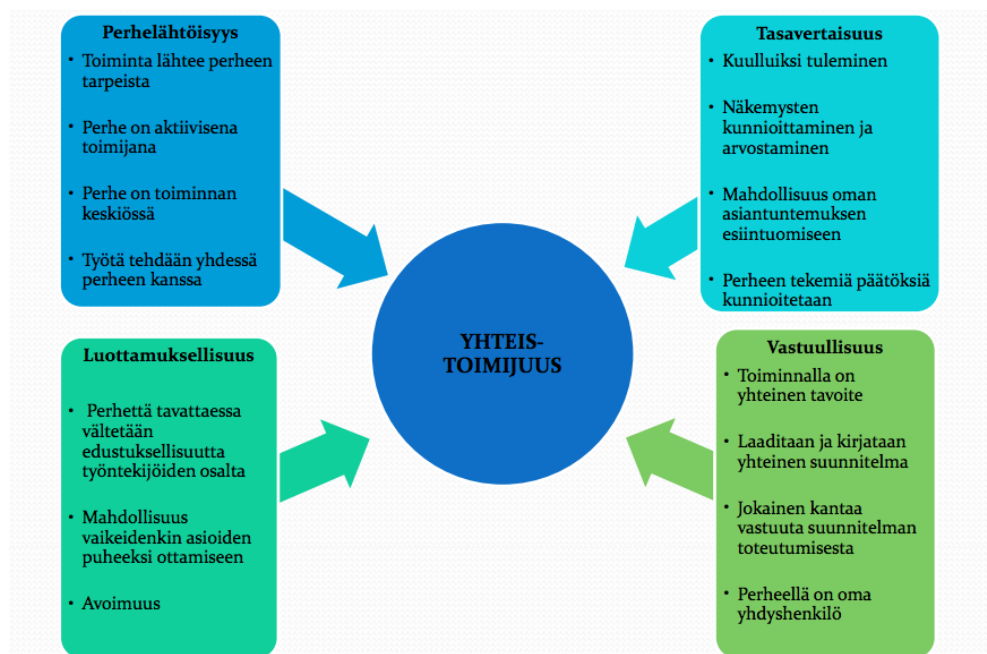 Perhelähtöisyys
• Toiminta lähtee perheen
tarpeista
• Perhe on aktiivisena
toimijana
• Perhe on toiminnan
keskiössä
• Työtä tehdään yhdessä
perheen kanssa
Tasavertaisuus
• Kuulluiksi tuleminen
• Näkemysten
kunnioittaminen ja
arvostaminen
• Mahdollisuus oman
asiantuntemuksen
esiintuomiseen
• Perheen tekemiä päätöksiä
kunnioitetaan
YHTEIS-
TOIMIJUUS
Luottamuksellisuus
• Perhettä tavattaessa
vältetään
edustuksellisuutta
työntekijöiden osalta
• Mahdollisuus
vaikeidenkin asioiden
puheeksi ottamiseen
• Avoimuus
Vastuullisuus
• Toiminnalla on
yhteinen tavoite
• Laaditaan ja kirjataan
yhteinen suunnitelma
• Jokainen kantaa
vastuuta suunnitelman
toteutumisesta
• Perheellä on oma
yhdyshenkilö